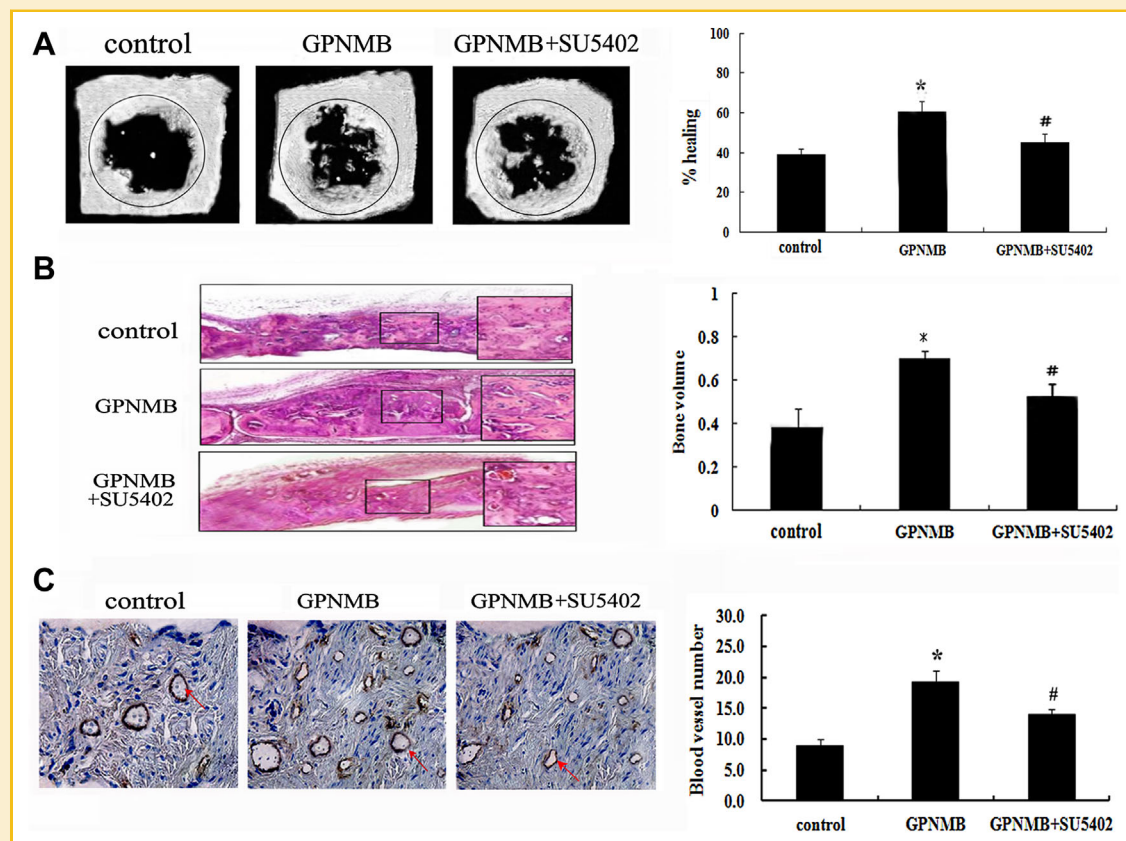 A
control GPNMB GPNMB+SU5402
% healing
100
80
60
40
20
0
*
#
control GPNMB GPNMB+SU5402
B
control
GPNMB
GPNMB
+SU5402
Bone volume
1
0.8
0.6
0.4
0.2
0
*
#
control GPNMB GPNMB+SU5402
C
control GPNMB GPNMB+SU5402
Blood vessel number
30.0
25.0
20.0
15.0
10.0
5.0
0.0
*
#
control GPNMB GPNMB+SU5402